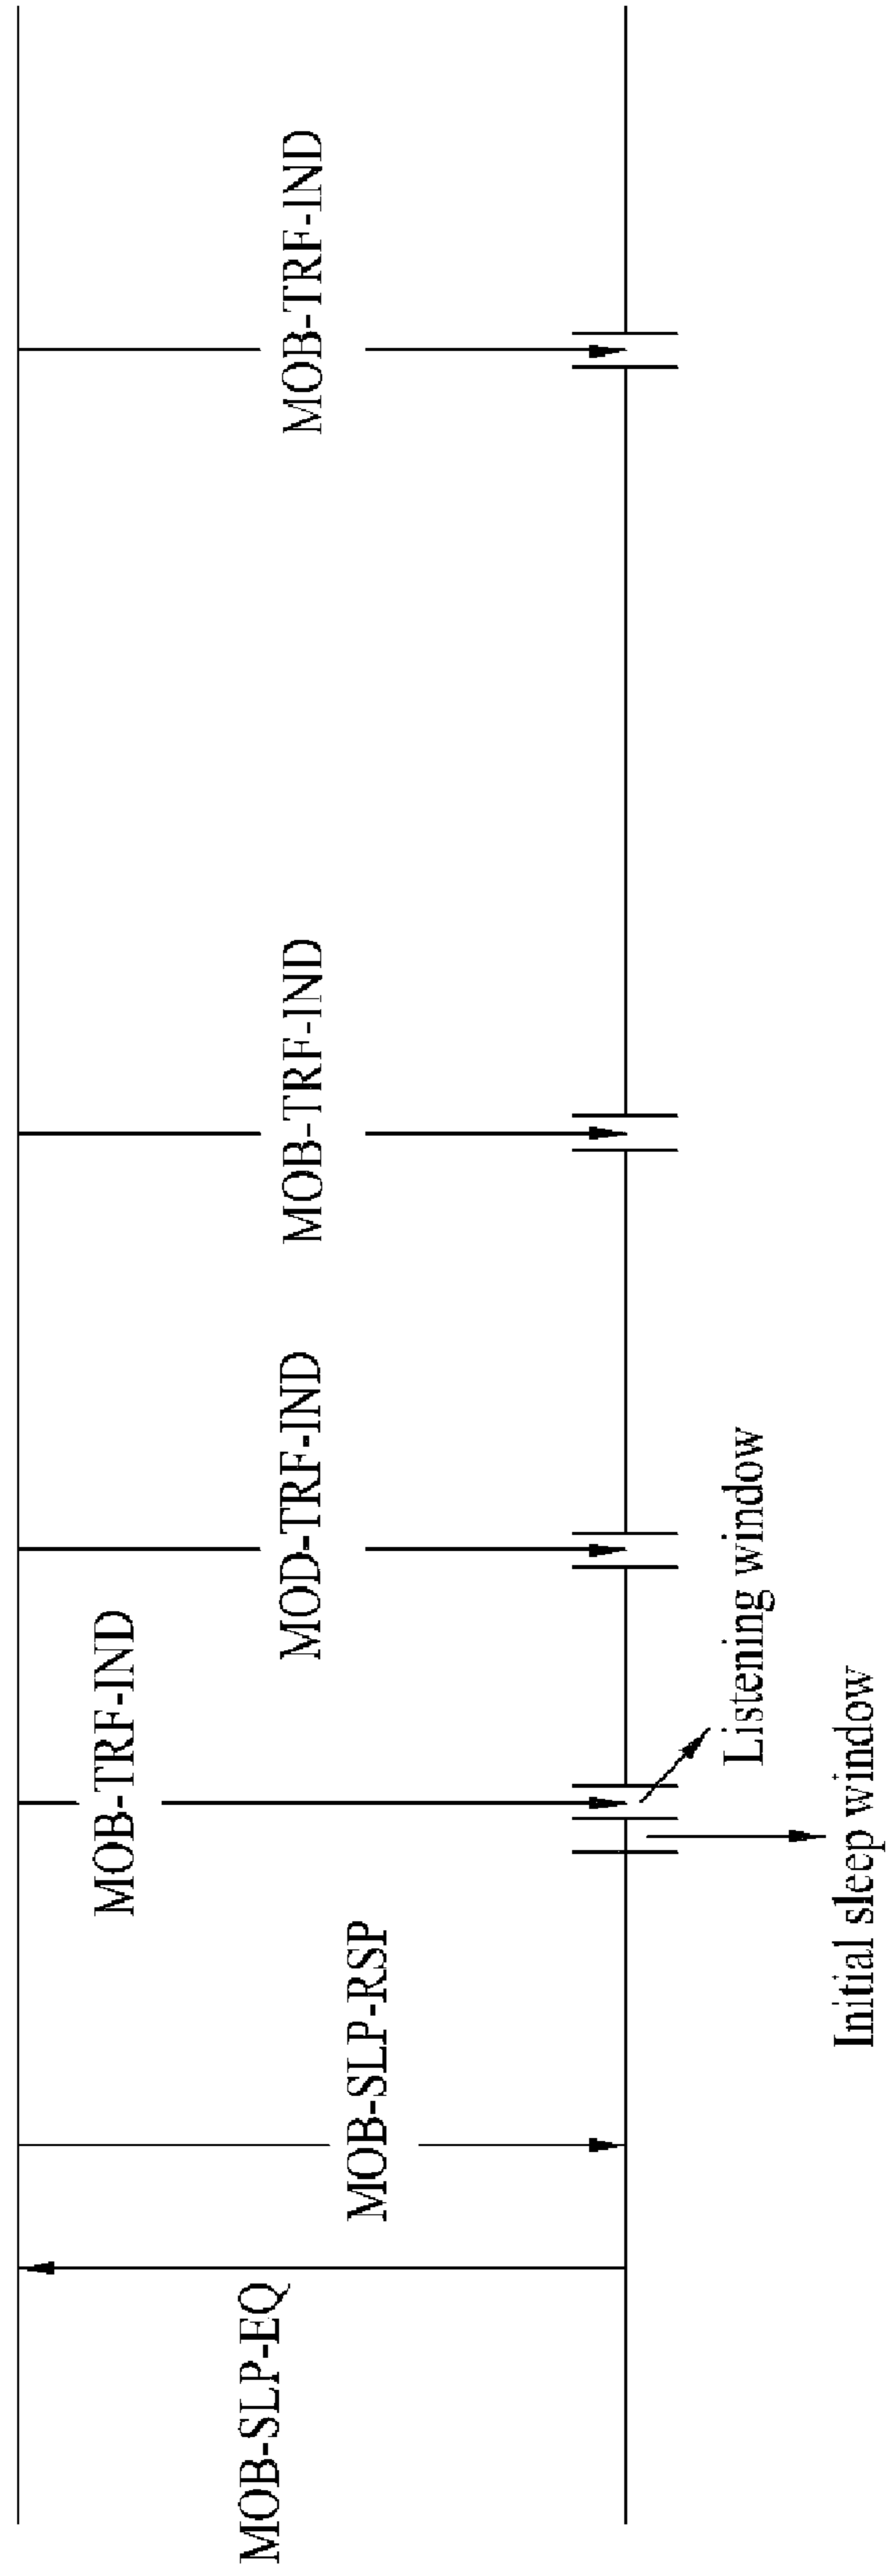 MOB-SLP-EQ
MOB-SLP-RSP
MOB-TRF-IND
MOD-TRF-IND
MOB-TRF-IND
MOB-TRF-IND
Listening window
Initial sleep window